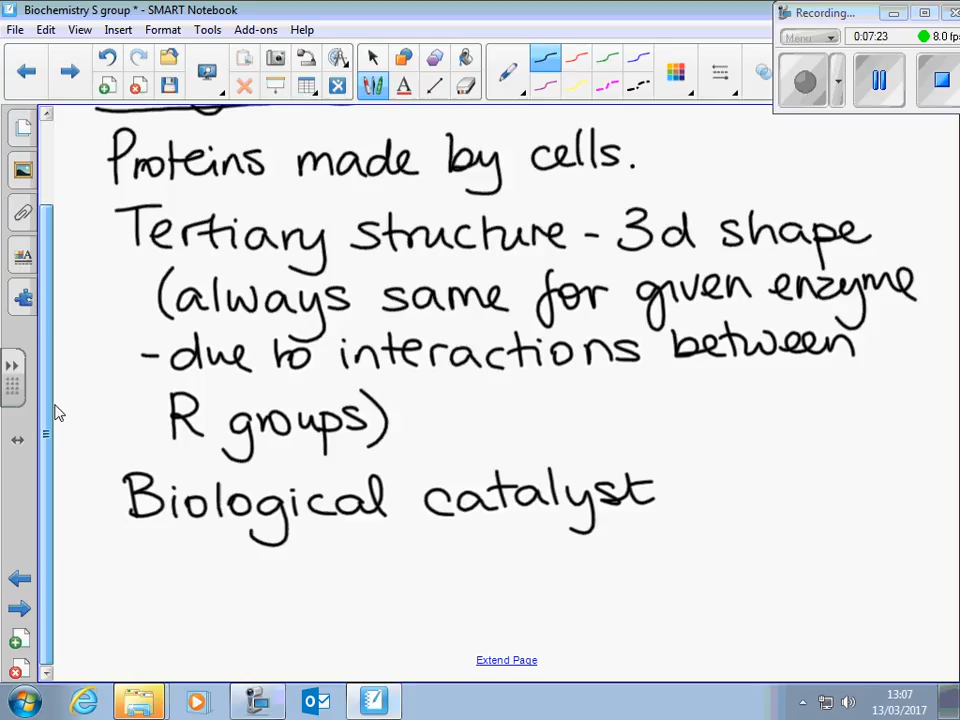 Biochemistry S group * - SMART Notebook
Recording...
File Edit View Insert Format Tools Add-ons Help
Menu 0:07:23 8.0 fps
Proteins made by cells.
Tertiary structure - 3d shape
(always same for given enzyme
- due to interactions between
R groups)
Biological catalyst
Extend Page
13:07
13/03/2017